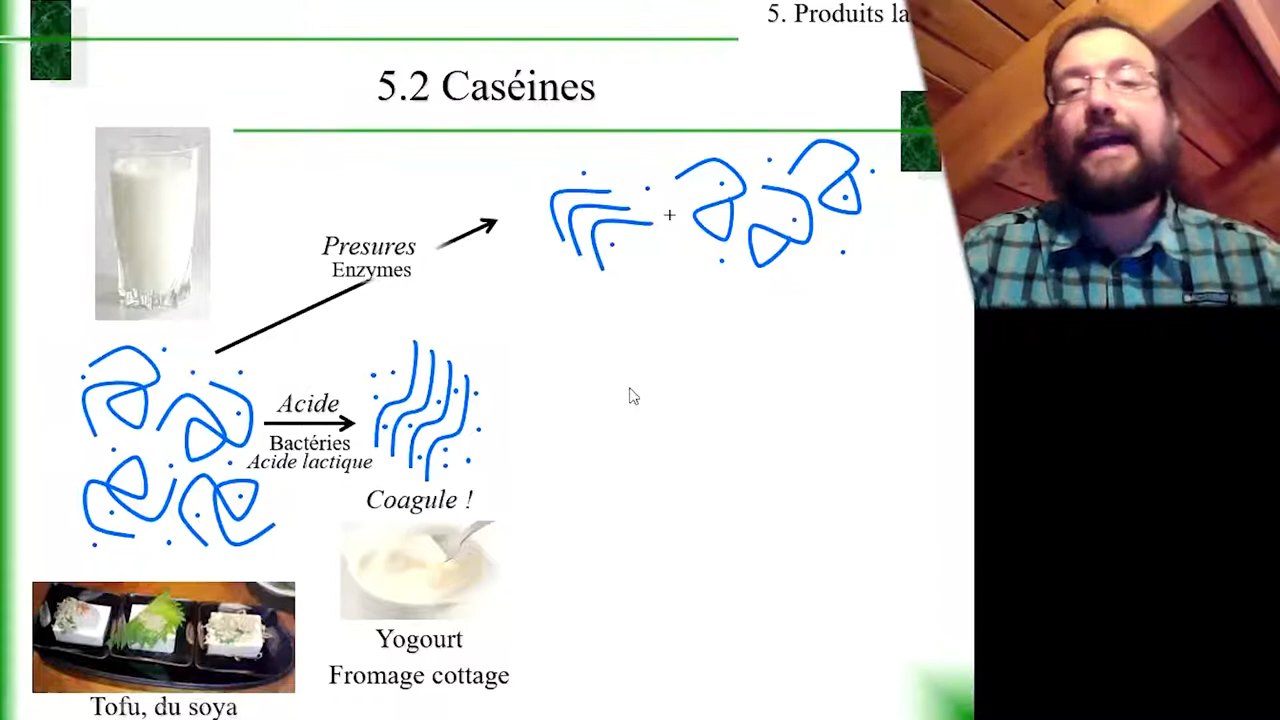 5. Produits la
5.2 Caséines
Presures
Enzymes
+
Acide
Bactéries
Acide lactique
Coagule !
Yogourt
Fromage cottage
Tofu, du soya